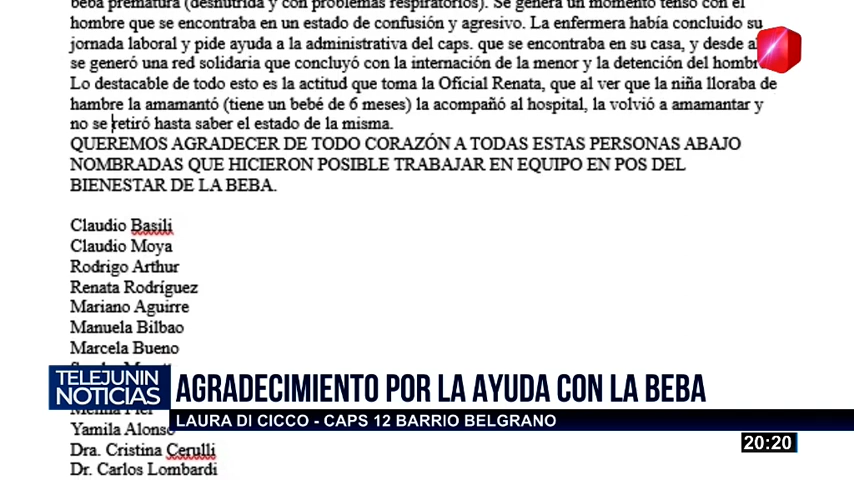 beba prematura (desnutrida y con problemas respiratorios). Se genera un momento tenso con el
hombre que se encontraba en un estado de confusión y agresivo. La enfermera había concluido su
jornada laboral y pide ayuda a la administrativa del caps. que se encontraba en su casa, y desde
se generó una red solidaria que concluyó con la internación de la menor y la detención del hombre
Lo destacable de todo esto es la actitud que toma la Oficial Renata, que al ver que la niña lloraba de
hambre la amamantó (tiene un bebé de 6 meses) la acompañó al hospital, la volvió a amamantar y
no se retiró hasta saber el estado de la misma.
QUEREMOS AGRADECER DE TODO CORAZÓN A TODAS ESTAS PERSONAS ABAJO
NOMBRADAS QUE HICIERON POSIBLE TRABAJAR EN EQUIPO EN POS DEL
BIENESTAR DE LA BEBA.
Claudio Basili
Claudio Moya
Rodrigo Arthur
Renata Rodríguez
Mariano Aguirre
Manuela Bilbao
Marcela Bueno
TELEJUNIN
NOTICIAS
AGRADECIMIENTO POR LA AYUDA CON LA BEBA
LAURA DI CICCO - CAPS 12 BARRIO BELGRANO
Yamila Alonso
Dra. Cristina Cerulli
Dr. Carlos Lombardi
20:20